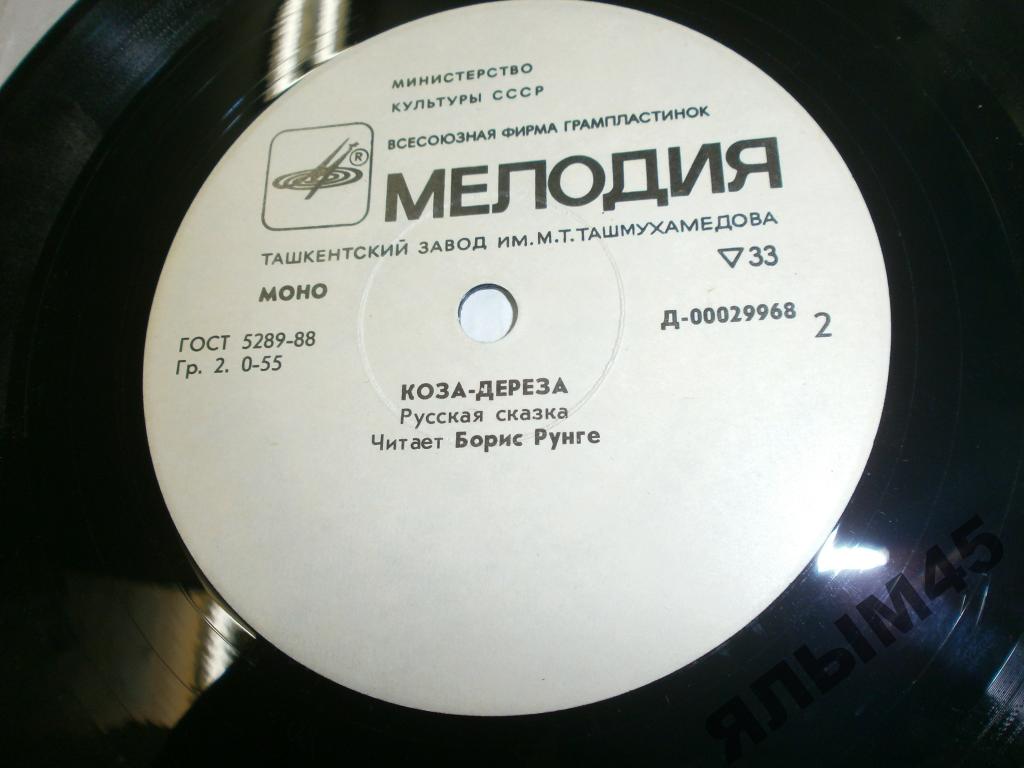 МИНИСТЕРСТВО
КУЛЬТУРЫ СССР
ВСЕСОЮЗНАЯ ФИРМА ГРАМПЛАСТИНОК
®
МЕЛОДИЯ
ТАШКЕНТСКИЙ ЗАВОД ИМ.М.Т.ТАШМУХАМЕДОВА
МОНО
▽33
ГОСТ 5289-88
Гр. 2. 0-55
Д-00029968
2
КОЗА-ДЕРЕЗА
Русская сказка
Читает Борис Рунге
ЯЛЫМ45